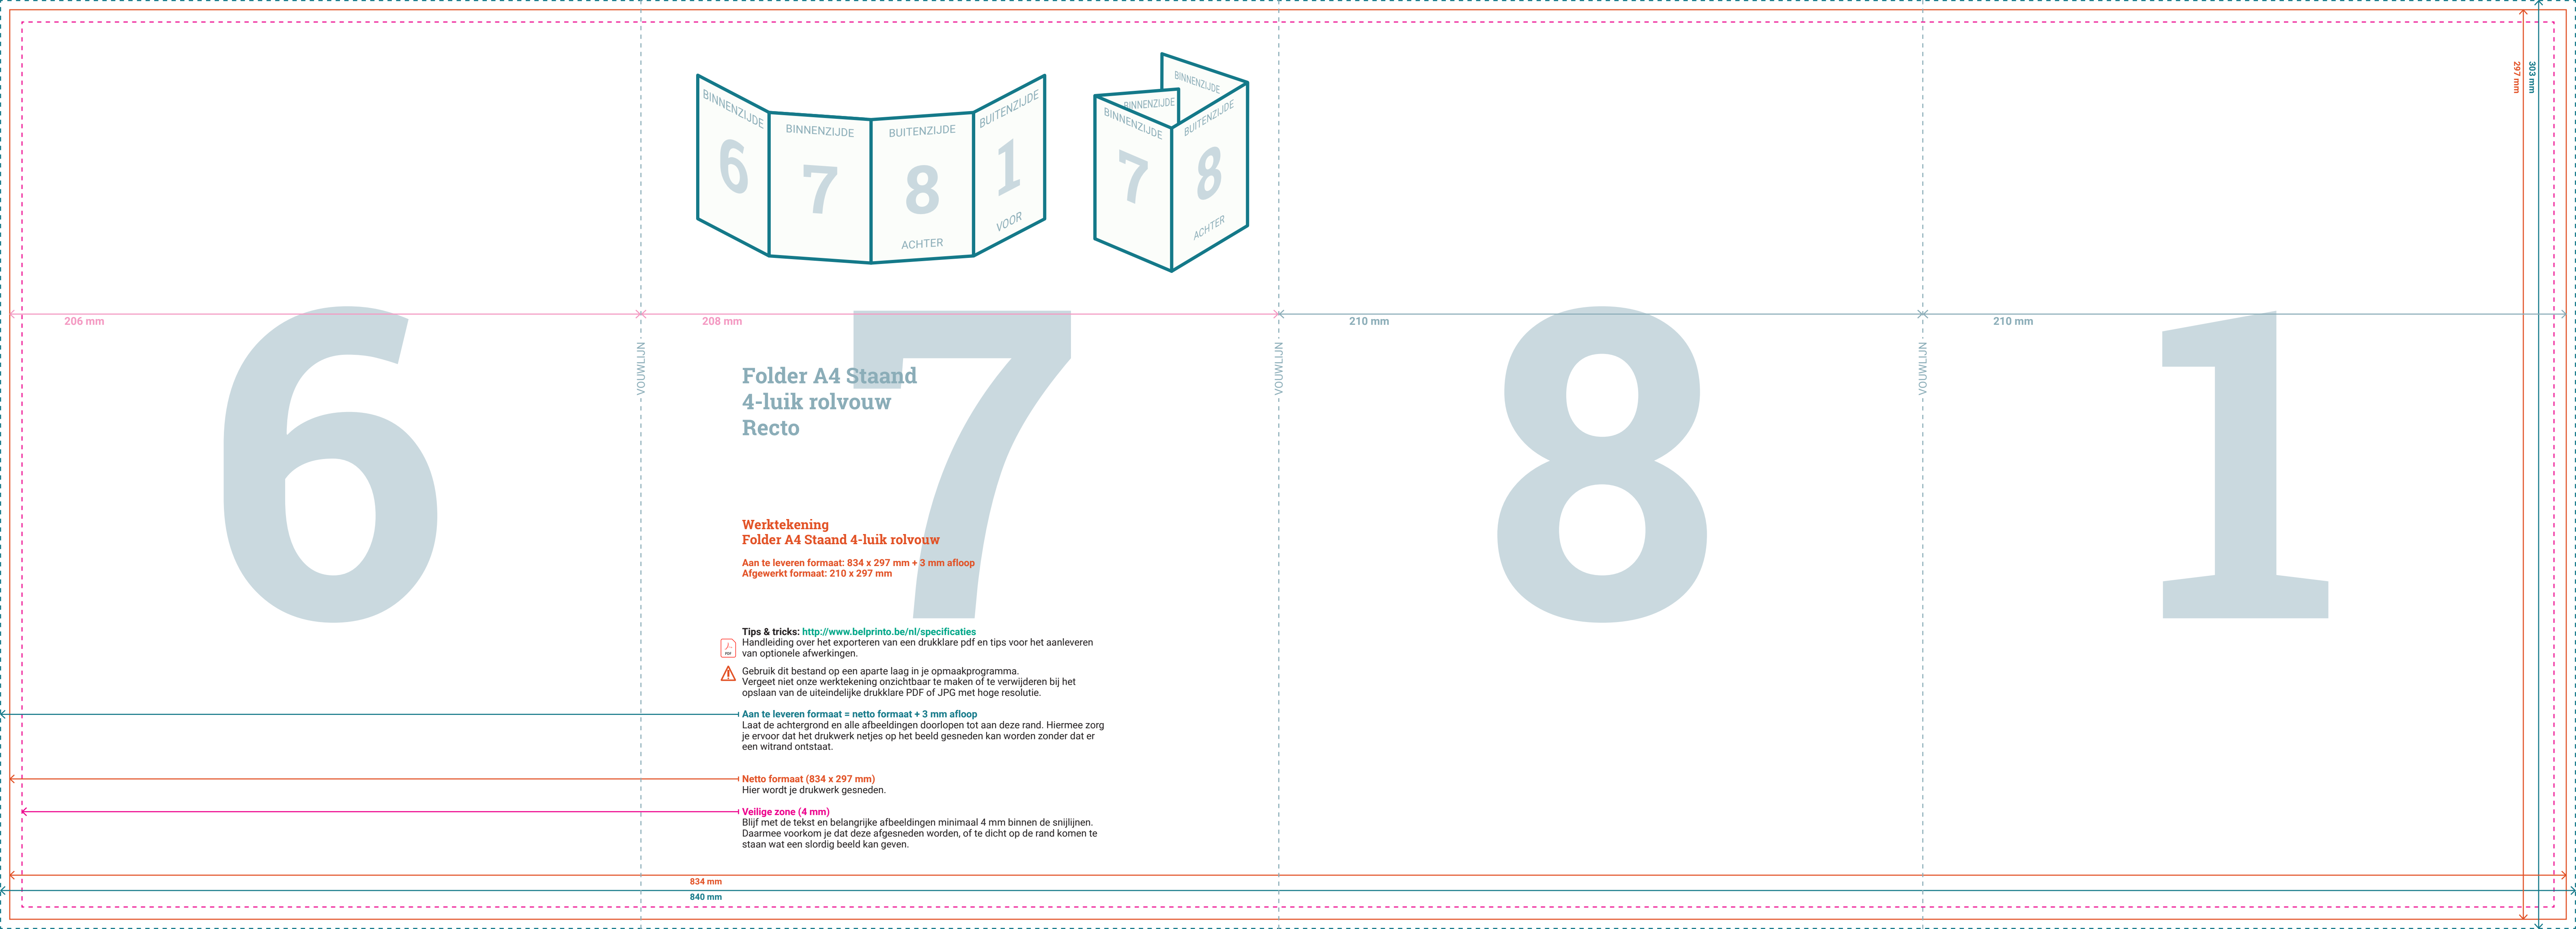 BINNENZIJDE
6
BINNENZIJDE
7
BUITENZIJDE
8
ACHTER
BUITENZIJDE
1
VOOR
BINNENZIJDE
BINNENZIJDE
BINNENZIJDE
7
BUITENZIJDE
8
ACHTER
297 mm
303 mm
206 mm
208 mm
210 mm
210 mm
6
7
8
1
VOUWLIJN
VOUWLIJN
VOUWLIJN
Folder A4 Staand
4-luik rolvouw
Recto
Werktekening
Folder A4 Staand 4-luik rolvouw
Aan te leveren formaat: 834 x 297 mm + 3 mm afloop
Afgewerkt formaat: 210 x 297 mm
Tips & tricks: http://www.belprinto.be/nl/specificaties
Handleiding over het exporteren van een drukklare pdf en tips voor het aanleveren
van optionele afwerkingen.
PDF
Gebruik dit bestand op een aparte laag in je opmaakprogramma.
Vergeet niet onze werktekening onzichtbaar te maken of te verwijderen bij het
opslaan van de uiteindelijke drukklare PDF of JPG met hoge resolutie.
Aan te leveren formaat = netto formaat + 3 mm afloop
Laat de achtergrond en alle afbeeldingen doorlopen tot aan deze rand. Hiermee zorg
je ervoor dat het drukwerk netjes op het beeld gesneden kan worden zonder dat er
een witrand ontstaat.
Netto formaat (834 x 297 mm)
Hier wordt je drukwerk gesneden.
Veilige zone (4 mm)
Blijf met de tekst en belangrijke afbeeldingen minimaal 4 mm binnen de snijlijnen.
Daarmee voorkom je dat deze afgesneden worden, of te dicht op de rand komen te
staan wat een slordig beeld kan geven.
834 mm
840 mm